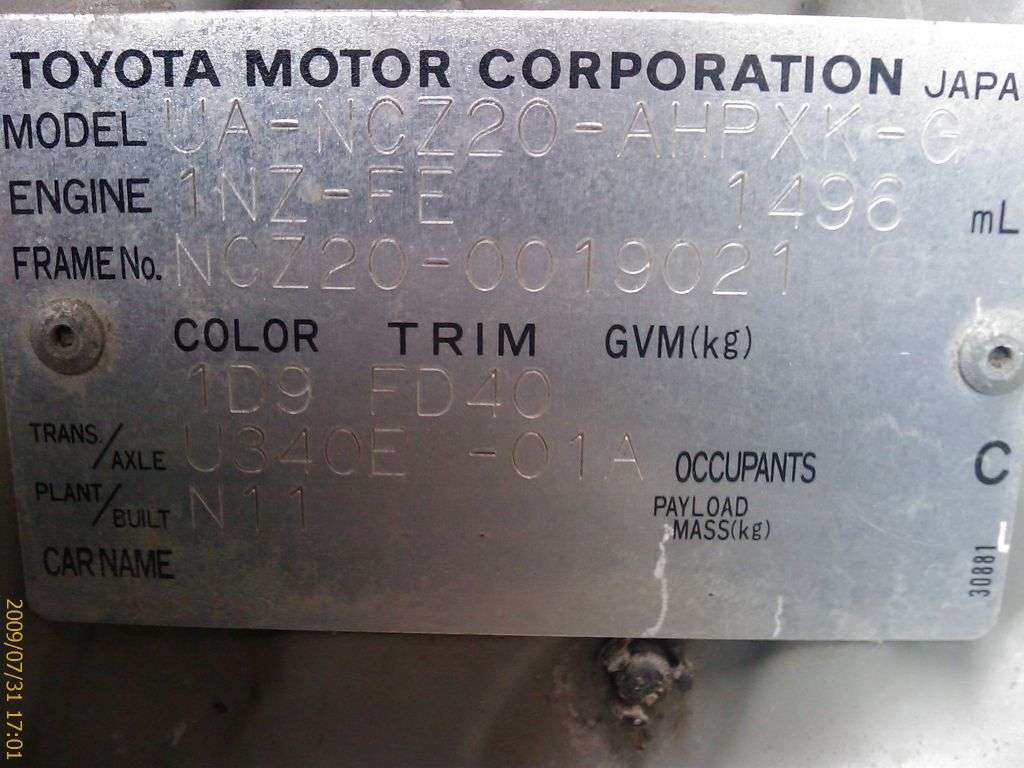 TOYOTA MOTOR CORPORATION JAPA
MODEL UA-NCZ20-AHPXK-G
ENGINE 1NZ-FE 1496 mL
FRAME No. NCZ20-0019021
COLOR TRIM GVM(kg)
1D9 FD40
TRANS./AXLE U340E -01A OCCUPANTS C
PLANT/BUILT N11 PAYLOAD MASS(kg)
CAR NAME
30881
2009/07/31 17:01